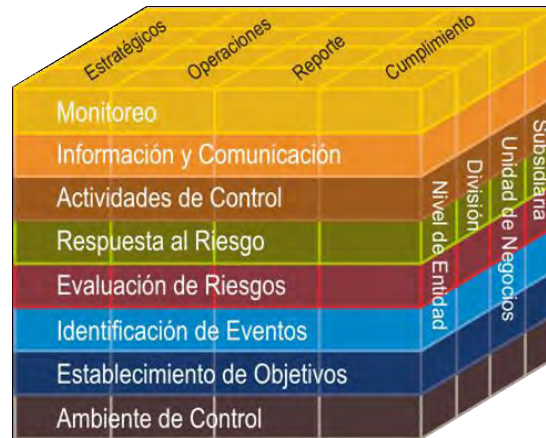 Estratégicos
Operaciones
Reporte
Cumplimiento
Monitoreo
Información y Comunicación
Actividades de Control
Respuesta al Riesgo
Evaluación de Riesgos
Identificación de Eventos
Establecimiento de Objetivos
Ambiente de Control
Nivel de Entidad
División
Unidad de Negocios
Subsidiaria